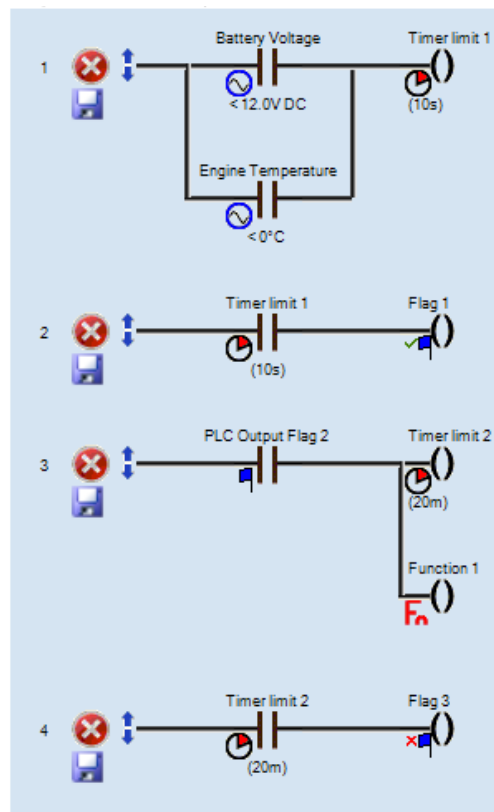 Battery Voltage
Timer limit 1
1
< 12.0V DC
(10s)
Engine Temperature
< 0°C
Timer limit 1
Flag 1
2
(10s)
PLC Output Flag 2
Timer limit 2
3
(20m)
Function 1
Fn
Timer limit 2
Flag 3
4
(20m)